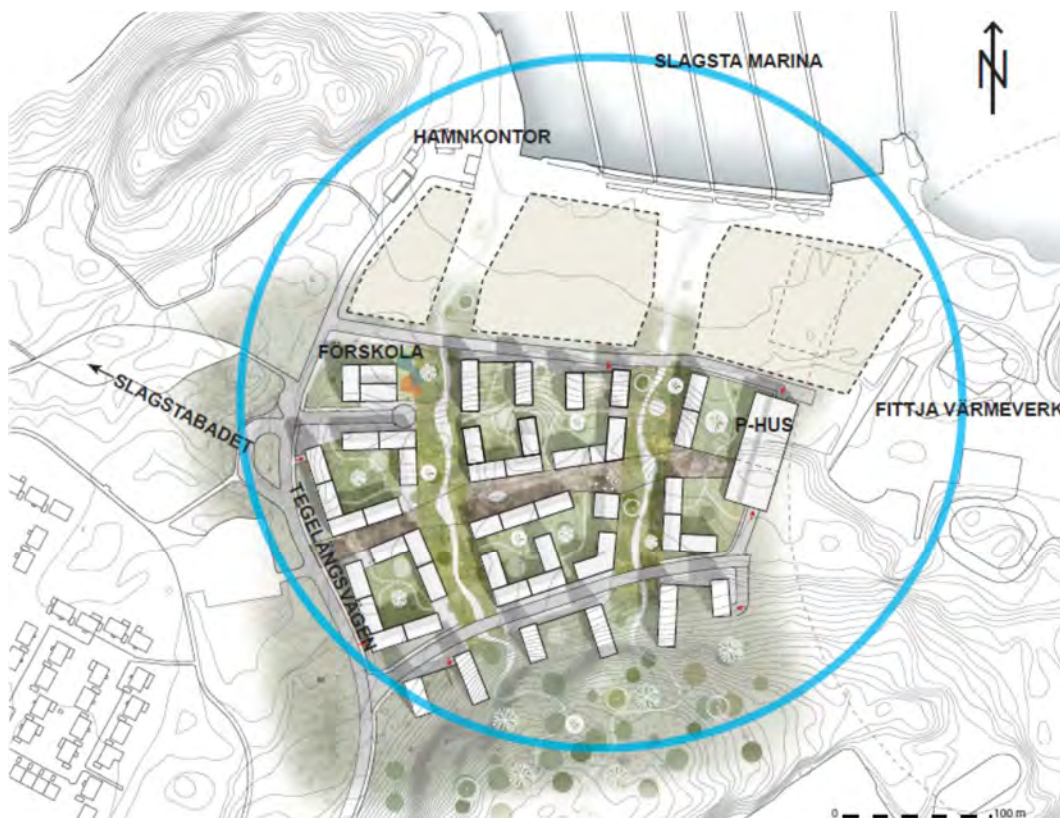 SLAGSTA MARINA
N
HAMNKONTOR
FÖRSKOLA
SLAGSTABADET
P-HUS
FITTJA VÄRMEVERK
TEGELÄNGSVÄGEN
0 100 m